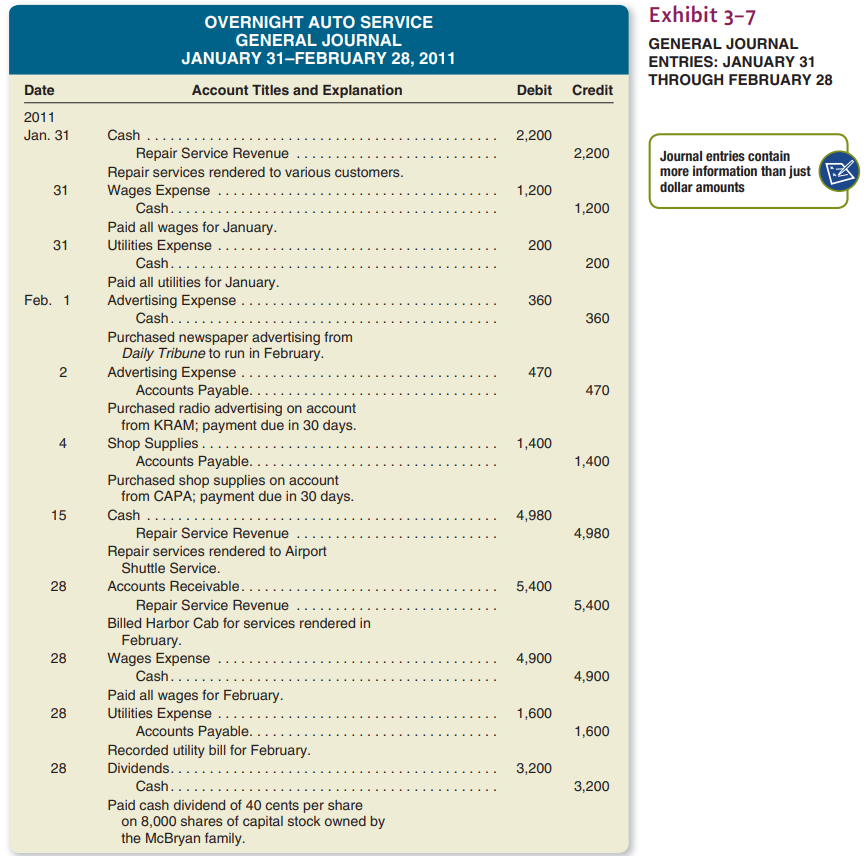 OVERNIGHT AUTO SERVICE
GENERAL JOURNAL
JANUARY 31–FEBRUARY 28, 2011
Date Account Titles and Explanation Debit Credit
2011
Jan. 31 Cash . . . . . . . . . . . . . . . . . . . . . . . . . . . . . . . . . . . . . . . . . . . . . 2,200
Repair Service Revenue . . . . . . . . . . . . . . . . . . . . . . . . . . 2,200
Repair services rendered to various customers.
31 Wages Expense . . . . . . . . . . . . . . . . . . . . . . . . . . . . . . . . . . . . 1,200
Cash. . . . . . . . . . . . . . . . . . . . . . . . . . . . . . . . . . . . . . . . . . 1,200
Paid all wages for January.
31 Utilities Expense . . . . . . . . . . . . . . . . . . . . . . . . . . . . . . . . . . . . 200
Cash. . . . . . . . . . . . . . . . . . . . . . . . . . . . . . . . . . . . . . . . . . 200
Paid all utilities for January.
Feb. 1 Advertising Expense . . . . . . . . . . . . . . . . . . . . . . . . . . . . . . . . . 360
Cash. . . . . . . . . . . . . . . . . . . . . . . . . . . . . . . . . . . . . . . . . . 360
Purchased newspaper advertising from
Daily Tribune to run in February.
2 Advertising Expense . . . . . . . . . . . . . . . . . . . . . . . . . . . . . . . . . 470
Accounts Payable. . . . . . . . . . . . . . . . . . . . . . . . . . . . . . . . 470
Purchased radio advertising on account
from KRAM; payment due in 30 days.
4 Shop Supplies . . . . . . . . . . . . . . . . . . . . . . . . . . . . . . . . . . . . . . 1,400
Accounts Payable. . . . . . . . . . . . . . . . . . . . . . . . . . . . . . . . 1,400
Purchased shop supplies on account
from CAPA; payment due in 30 days.
15 Cash . . . . . . . . . . . . . . . . . . . . . . . . . . . . . . . . . . . . . . . . . . . . . 4,980
Repair Service Revenue . . . . . . . . . . . . . . . . . . . . . . . . . . 4,980
Repair services rendered to Airport
Shuttle Service.
28 Accounts Receivable. . . . . . . . . . . . . . . . . . . . . . . . . . . . . . . . . 5,400
Repair Service Revenue . . . . . . . . . . . . . . . . . . . . . . . . . . 5,400
Billed Harbor Cab for services rendered in
February.
28 Wages Expense . . . . . . . . . . . . . . . . . . . . . . . . . . . . . . . . . . . . 4,900
Cash. . . . . . . . . . . . . . . . . . . . . . . . . . . . . . . . . . . . . . . . . . 4,900
Paid all wages for February.
28 Utilities Expense . . . . . . . . . . . . . . . . . . . . . . . . . . . . . . . . . . . . 1,600
Accounts Payable. . . . . . . . . . . . . . . . . . . . . . . . . . . . . . . . 1,600
Recorded utility bill for February.
28 Dividends. . . . . . . . . . . . . . . . . . . . . . . . . . . . . . . . . . . . . . . . . . 3,200
Cash. . . . . . . . . . . . . . . . . . . . . . . . . . . . . . . . . . . . . . . . . . 3,200
Paid cash dividend of 40 cents per share
on 8,000 shares of capital stock owned by
the McBryan family.
Exhibit 3–7
GENERAL JOURNAL
ENTRIES: JANUARY 31
THROUGH FEBRUARY 28
Journal entries contain
more information than just
dollar amounts